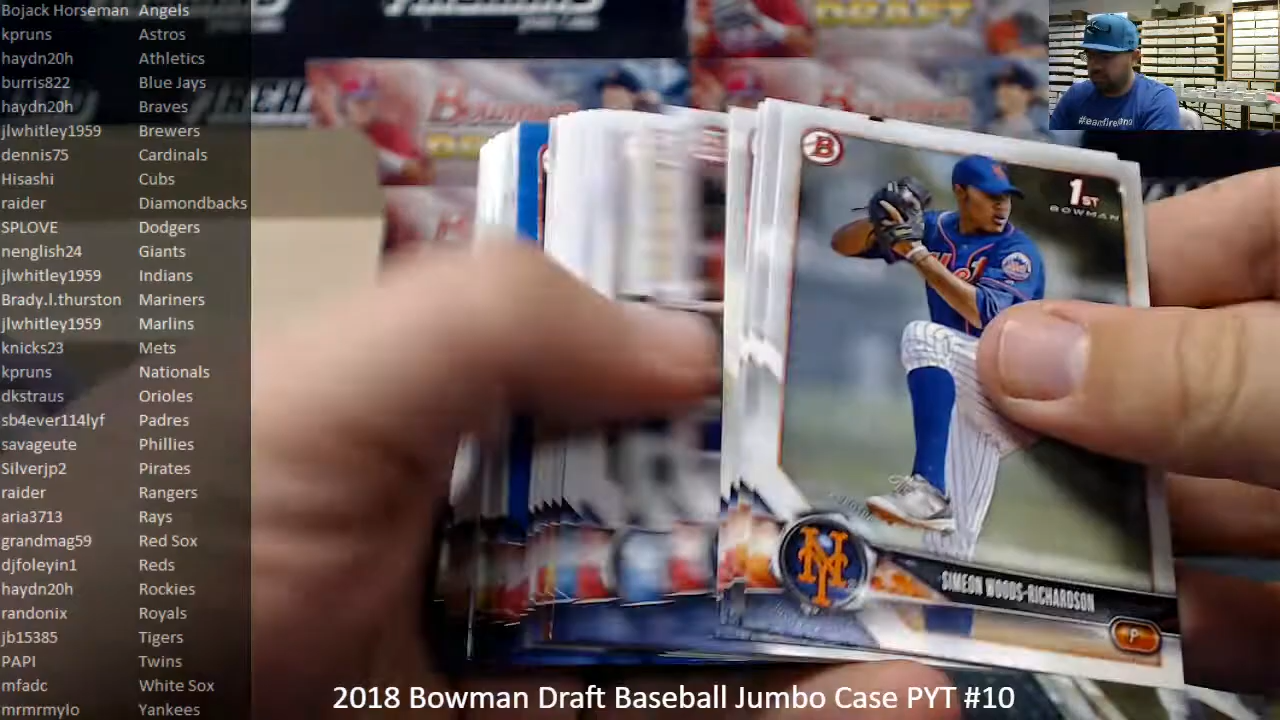 Bojack Horseman Angels
kpruns Astros
haydn20h Athletics
burris822 Blue Jays
haydn20h Braves
jlwhitley1959 Brewers
dennis75 Cardinals
Hisashi Cubs
raider Diamondbacks
SPLOVE Dodgers
nenglish24 Giants
jlwhitley1959 Indians
Brady.l.thurston Mariners
jlwhitley1959 Marlins
knicks23 Mets
kpruns Nationals
dkstraus Orioles
sb4ever114lyf Padres
savageute Phillies
Silverjp2 Pirates
raider Rangers
aria3713 Rays
grandmag59 Red Sox
djfoleyin1 Reds
haydn20h Rockies
randonix Royals
jb15385 Tigers
PAPI Twins
mfadc White Sox
mrmrmylo Yankees
DRAFT
Bowman
B
1ST
BOWMAN
Mets
NY
SIMEON WOODS-RICHARDSON
P
2018 Bowman Draft Baseball Jumbo Case PYT #10